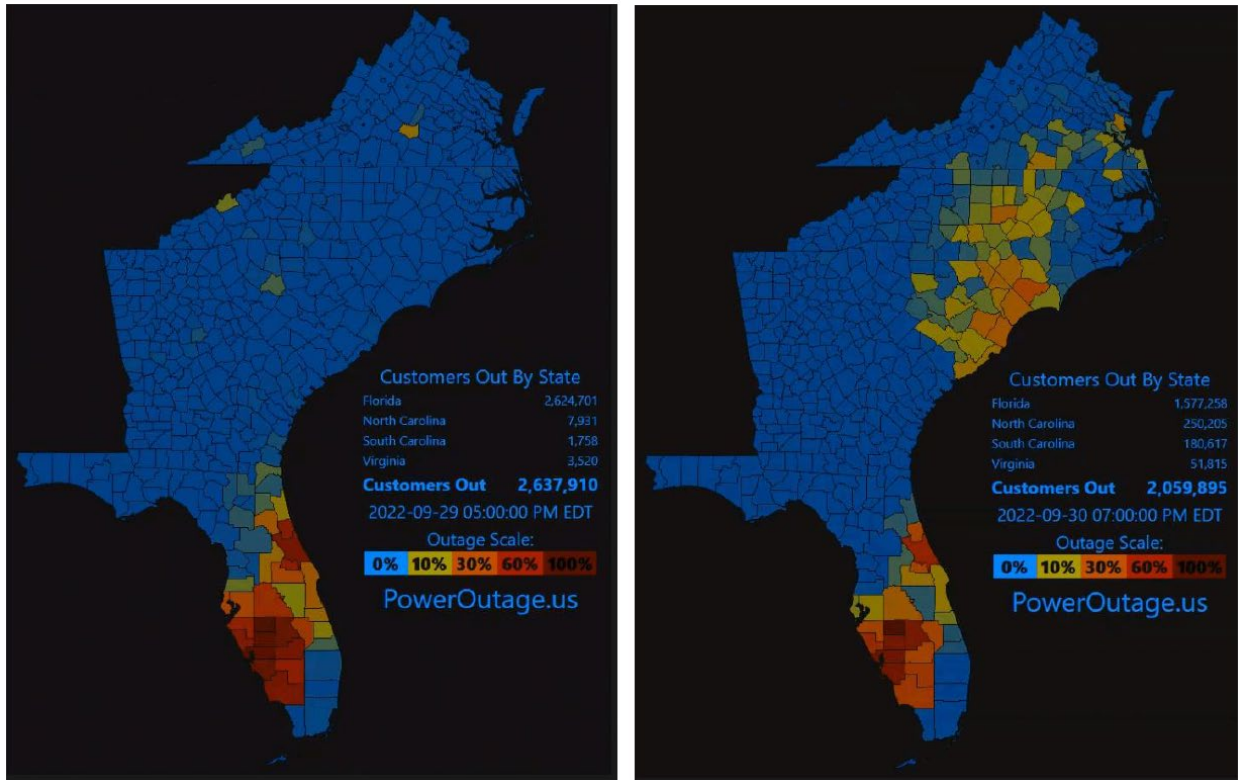 Customers Out By State
Florida 2,624,701
North Carolina 7,931
South Carolina 1,758
Virginia 3,520
Customers Out 2,637,910
2022-09-29 05:00:00 PM EDT
Outage Scale:
0% 10% 30% 60% 100%
PowerOutage.us
Customers Out By State
Florida 1,577,258
North Carolina 250,205
South Carolina 180,617
Virginia 51,815
Customers Out 2,059,895
2022-09-30 07:00:00 PM EDT
Outage Scale:
0% 10% 30% 60% 100%
PowerOutage.us